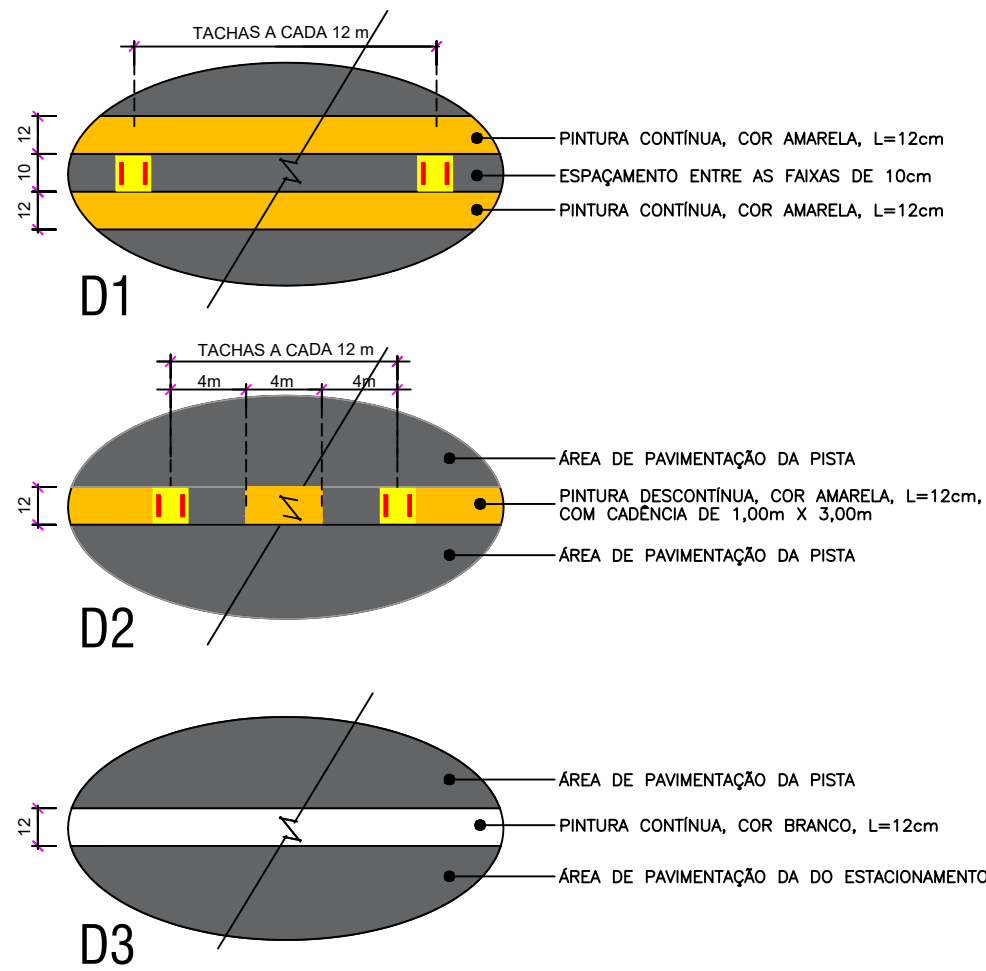 TACHAS A CADA 12 m
12
10
12
PINTURA CONTÍNUA, COR AMARELA, L=12cm
ESPAÇAMENTO ENTRE AS FAIXAS DE 10cm
PINTURA CONTÍNUA, COR AMARELA, L=12cm
D1
TACHAS A CADA 12 m
4m 4m 4m
12
ÁREA DE PAVIMENTAÇÃO DA PISTA
PINTURA DESCONTÍNUA, COR AMARELA, L=12cm,
COM CADÊNCIA DE 1,00m X 3,00m
ÁREA DE PAVIMENTAÇÃO DA PISTA
D2
12
ÁREA DE PAVIMENTAÇÃO DA PISTA
PINTURA CONTÍNUA, COR BRANCO, L=12cm
ÁREA DE PAVIMENTAÇÃO DA DO ESTACIONAMENTO
D3